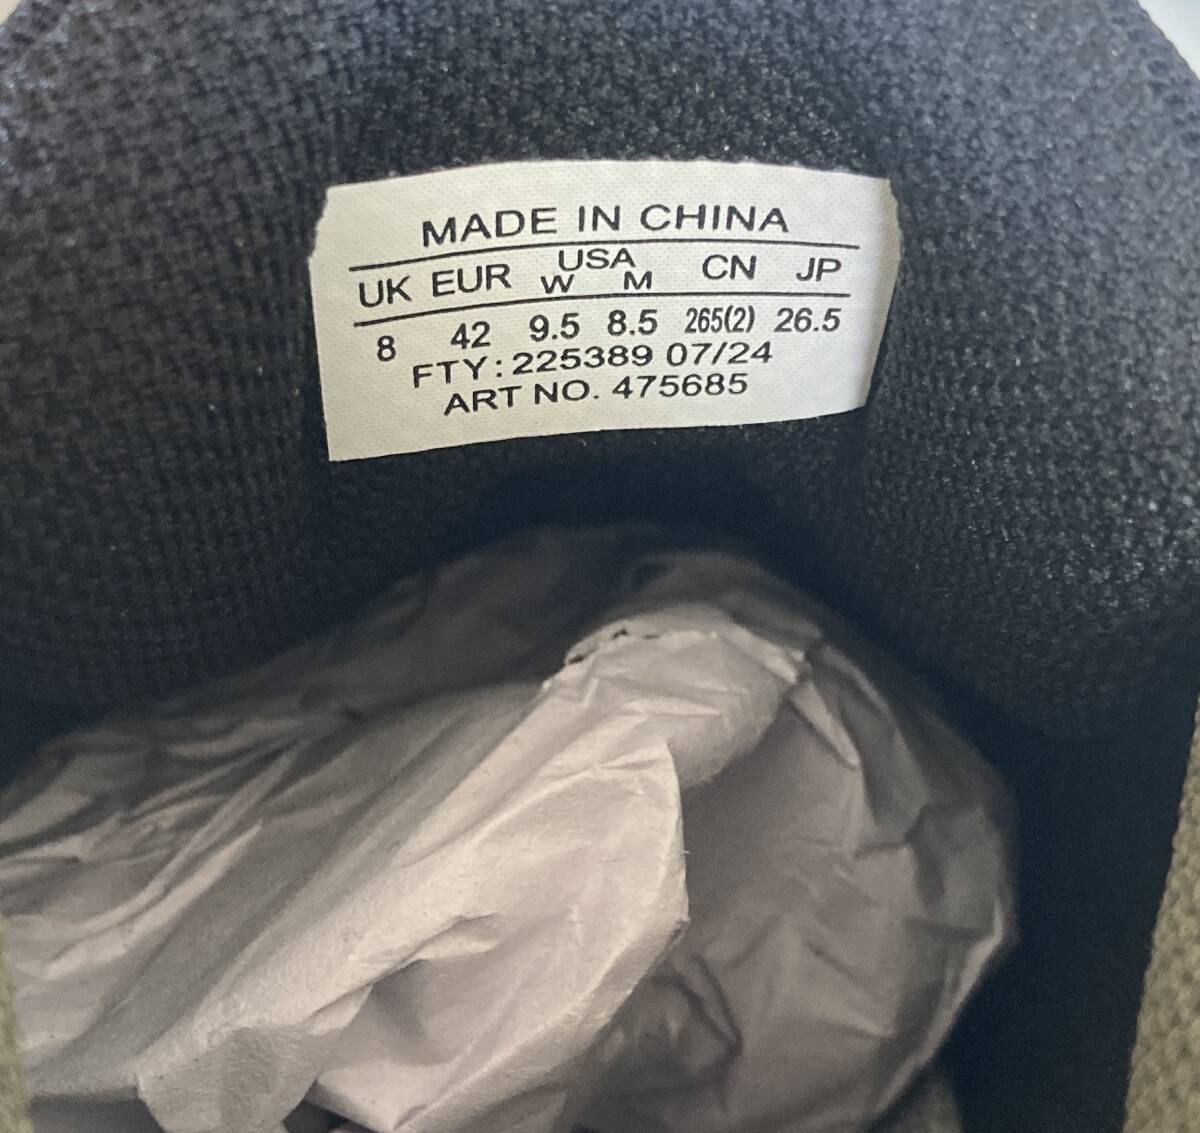 MADE IN CHINA
UK EUR USA CN JP
W M
8 42 9.5 8.5 265(2) 26.5
FTY: 225389 07/24
ART NO. 475685